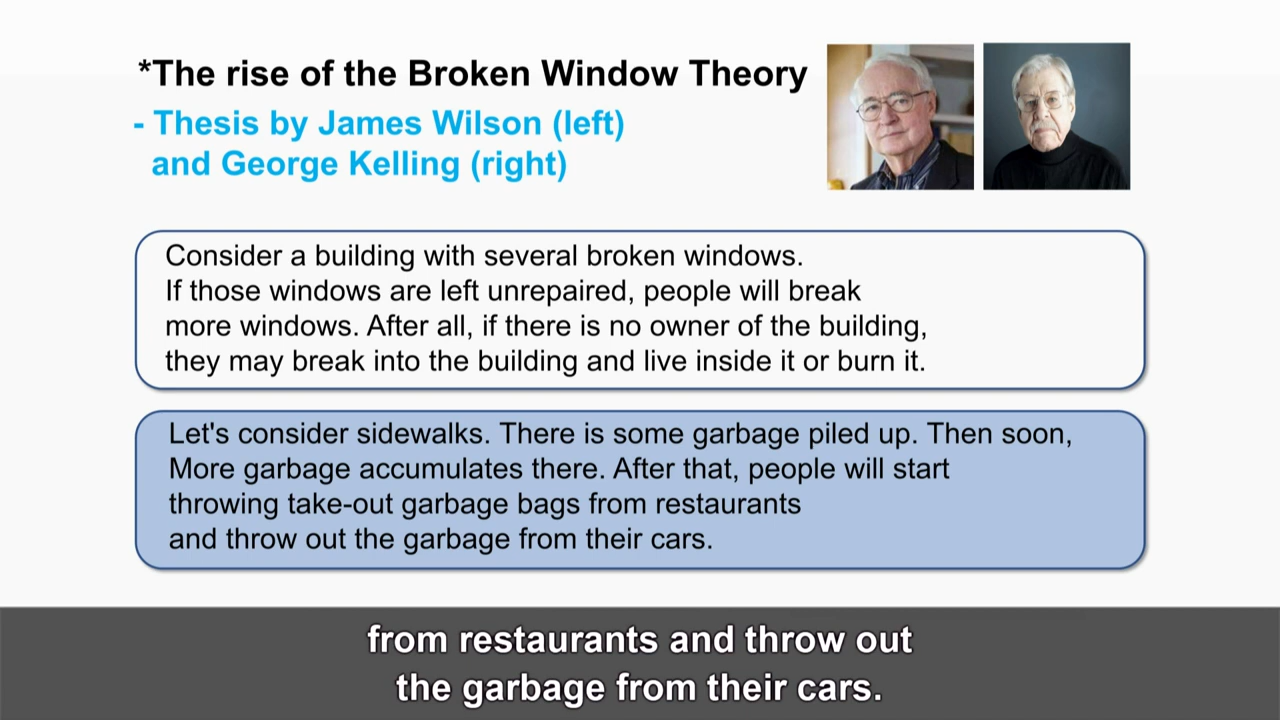 *The rise of the Broken Window Theory
- Thesis by James Wilson (left)
and George Kelling (right)
Consider a building with several broken windows.
If those windows are left unrepaired, people will break
more windows. After all, if there is no owner of the building,
they may break into the building and live inside it or burn it.
Let's consider sidewalks. There is some garbage piled up. Then soon,
More garbage accumulates there. After that, people will start
throwing take-out garbage bags from restaurants
and throw out the garbage from their cars.
from restaurants and throw out
the garbage from their cars.